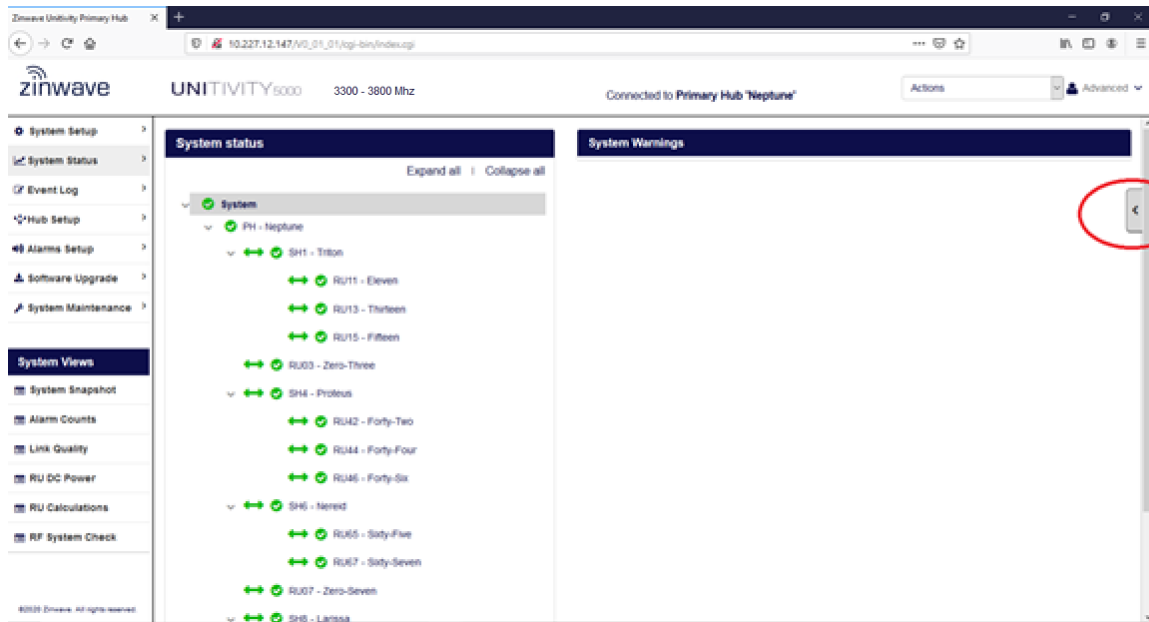 Zinwave Unitivity Primary Hub
10.227.12.147/V0_01_01/cgi-bin/index.cgi
zinwave
UNITIVITY5000
3300 - 3800 Mhz
Connected to Primary Hub 'Neptune'
Actions
Advanced
System Setup
System Status
Event Log
Hub Setup
Alarms Setup
Software Upgrade
System Maintenance
System Views
System Snapshot
Alarm Counts
Link Quality
RU DC Power
RU Calculations
RF System Check
©2020 Zinwave. All rights reserved.
System status
Expand all | Collapse all
System
PH - Neptune
SH1 - Triton
RU11 - Eleven
RU13 - Thirteen
RU15 - Fifteen
RU03 - Zero-Three
SH4 - Proteus
RU42 - Forty-Two
RU44 - Forty-Four
RU46 - Forty-Six
SH6 - Nereid
RU65 - Sixty-Five
RU67 - Sixty-Seven
RU07 - Zero-Seven
SH8 - Larissa
System Warnings